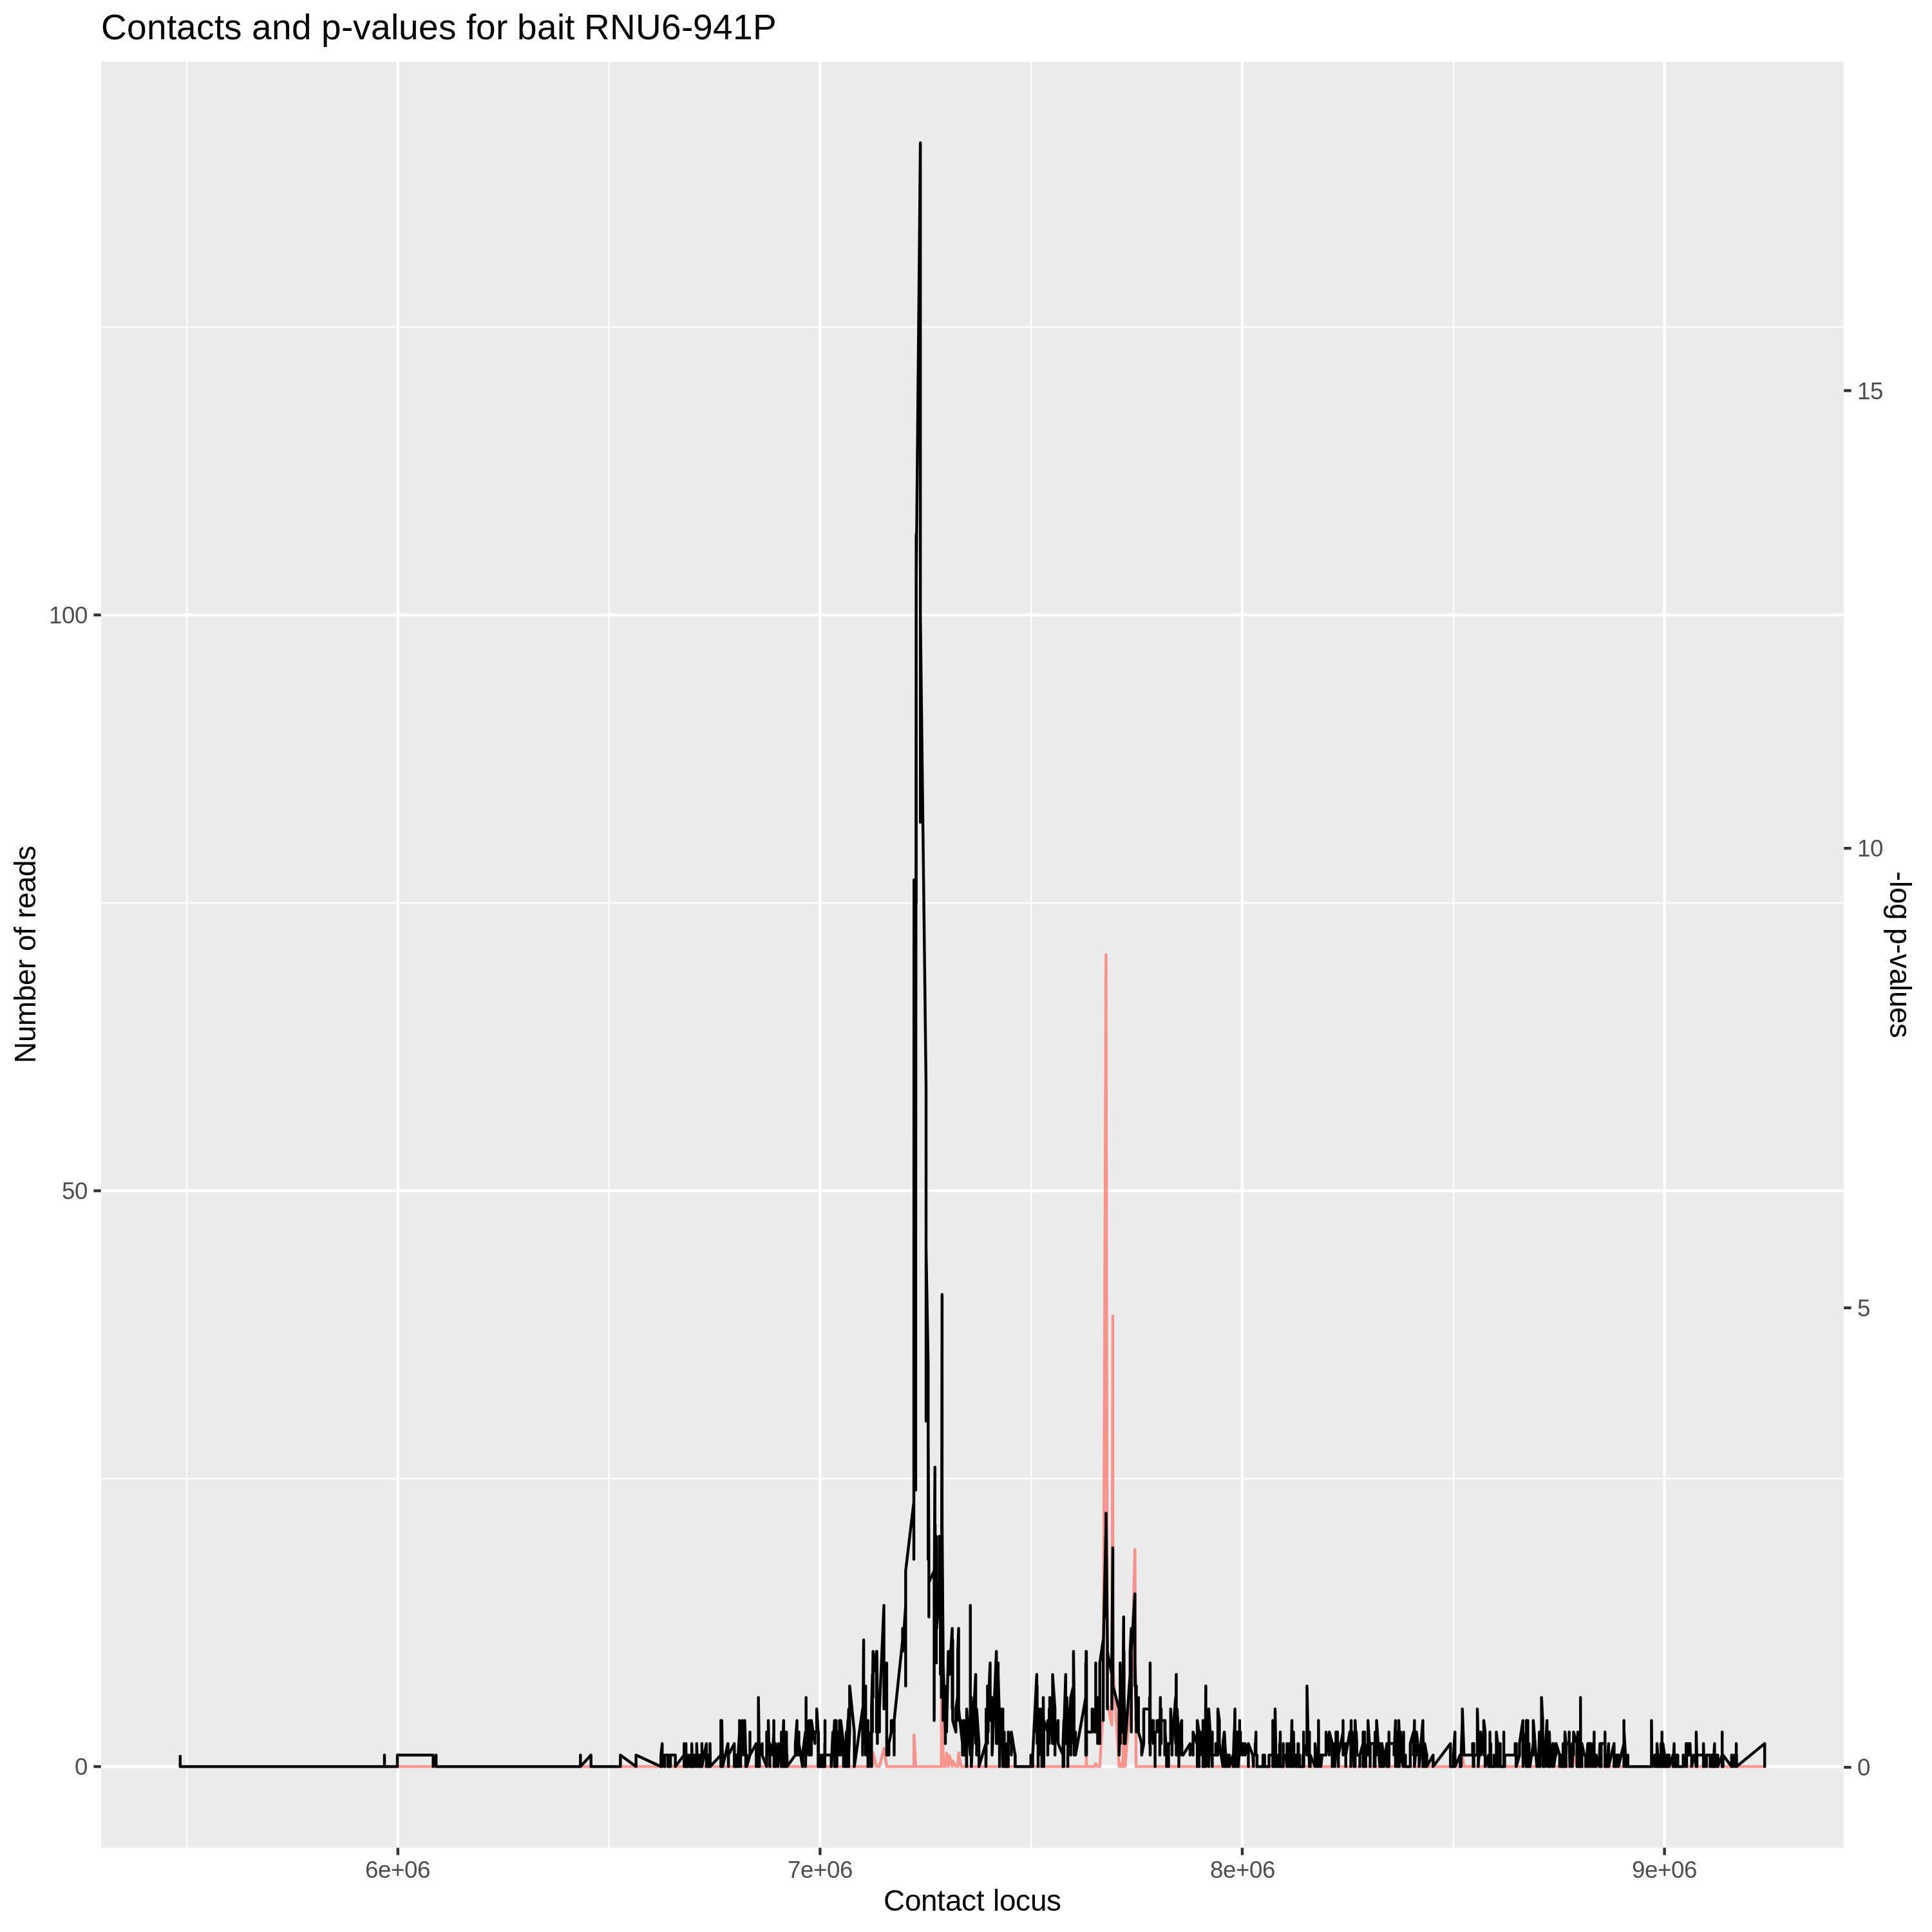 Contacts and p-values for bait RNU6-941P
Number of reads
100
50
0
15
10
5
0
-log p-values
6e+06
7e+06
8e+06
9e+06
Contact locus